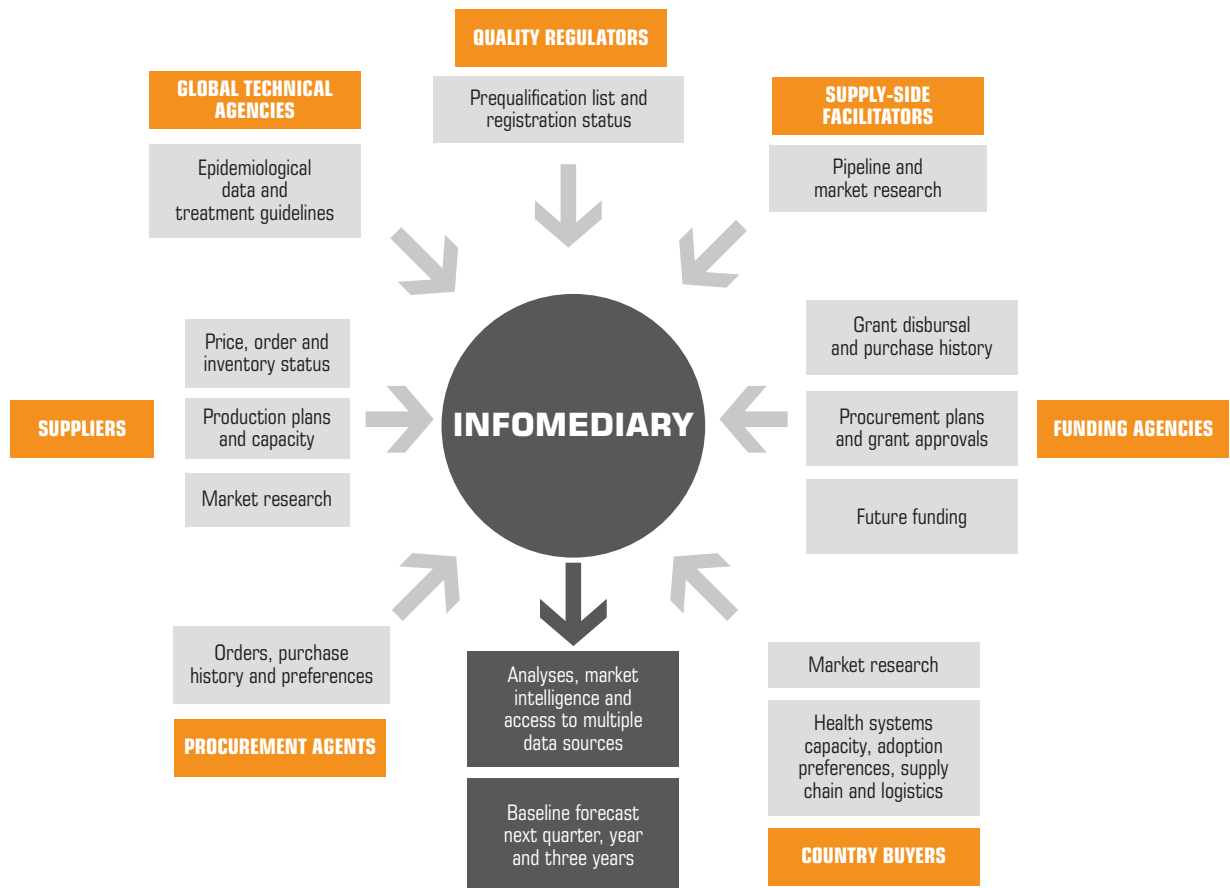 QUALITY REGULATORS
Prequalification list and
registration status
GLOBAL TECHNICAL
AGENCIES
Epidemiological
data and
treatment guidelines
SUPPLY-SIDE
FACILITATORS
Pipeline and
market research
SUPPLIERS
Price, order and
inventory status
Production plans
and capacity
Market research
INFOMEDIARY
Grant disbursal
and purchase history
Procurement plans
and grant approvals
Future funding
FUNDING AGENCIES
Orders, purchase
history and preferences
PROCUREMENT AGENTS
Analyses, market
intelligence and
access to multiple
data sources
Baseline forecast
next quarter, year
and three years
Market research
Health systems
capacity, adoption
preferences, supply
chain and logistics
COUNTRY BUYERS